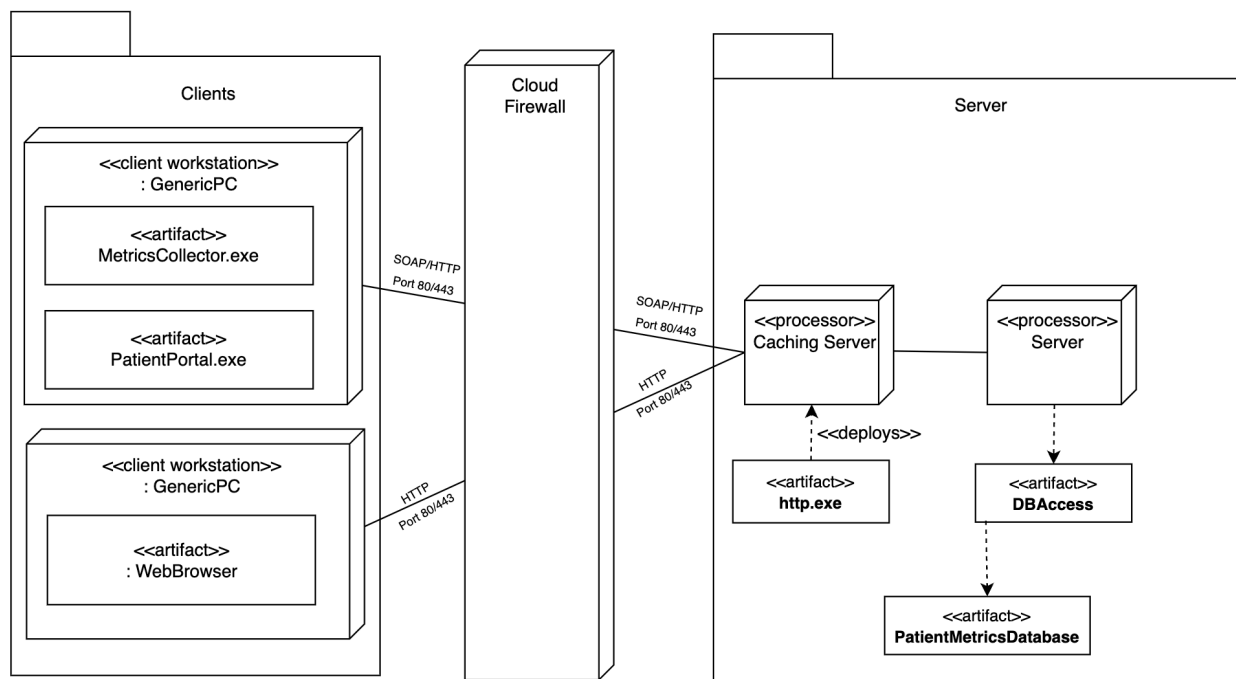 Clients
<<client workstation>>
: GenericPC
<<artifact>>
MetricsCollector.exe
<<artifact>>
PatientPortal.exe
<<client workstation>>
: GenericPC
<<artifact>>
: WebBrowser
SOAP/HTTP
Port 80/443
HTTP
Port 80/443
Cloud
Firewall
SOAP/HTTP
Port 80/443
HTTP
Port 80/443
Server
<<processor>>
Caching Server
<<processor>>
Server
<<deploys>>
<<artifact>>
http.exe
<<artifact>>
DBAccess
<<artifact>>
PatientMetricsDatabase